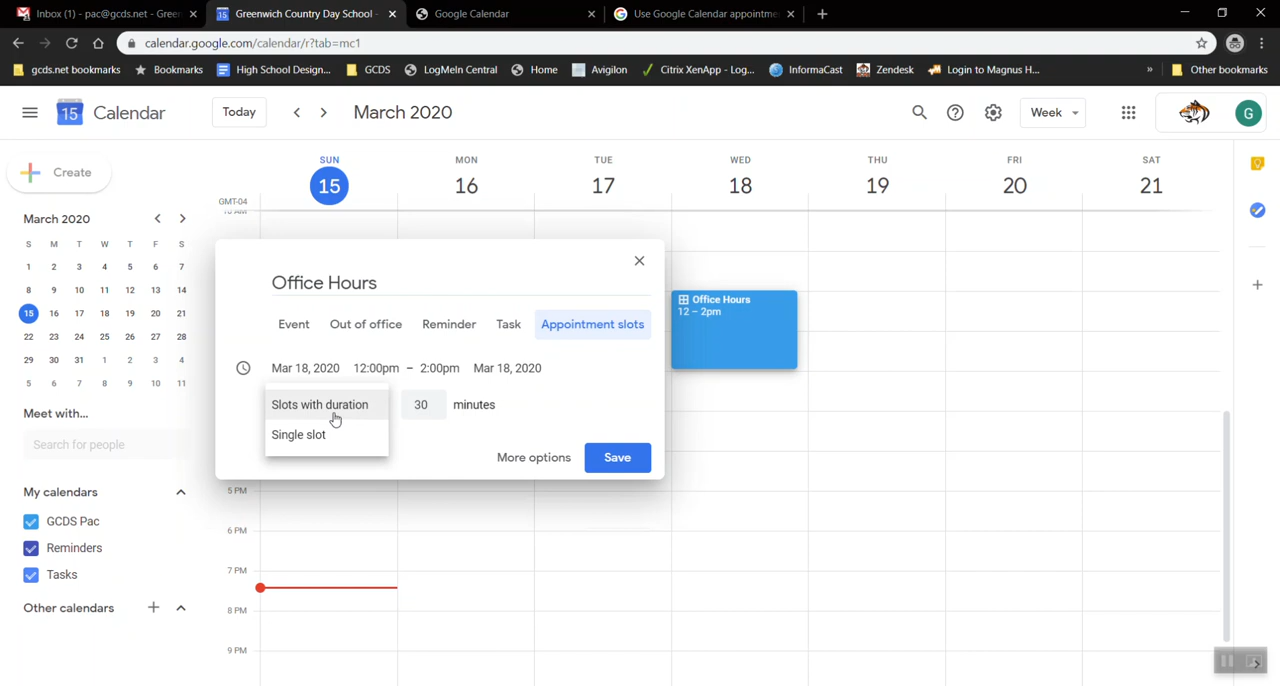 Inbox (1) - pac@gcds.net - Green
Greenwich Country Day School -
Google Calendar
Use Google Calendar appointme
calendar.google.com/calendar/r?tab=mc1
gcds.net bookmarks
Bookmarks
High School Design...
GCDS
LogMeIn Central
Home
Avigilon
Citrix XenApp - Log...
InformaCast
Zendesk
Login to Magnus H...
»
Other bookmarks
15
Calendar
Today
March 2020
Week
G
Create
SUN
MON
TUE
WED
THU
FRI
SAT
15
16
17
18
19
20
21
GMT-04
March 2020
S M T W T F S
1 2 3 4 5 6 7
8 9 10 11 12 13 14
15 16 17 18 19 20 21
22 23 24 25 26 27 28
29 30 31 1 2 3 4
5 6 7 8 9 10 11
Meet with...
Search for people
My calendars
GCDS Pac
Reminders
Tasks
Other calendars
Office Hours
Event
Out of office
Reminder
Task
Appointment slots
Mar 18, 2020 12:00pm – 2:00pm Mar 18, 2020
Slots with duration
30
minutes
Single slot
More options
Save
Office Hours
12 – 2pm
5 PM
6 PM
7 PM
8 PM
9 PM